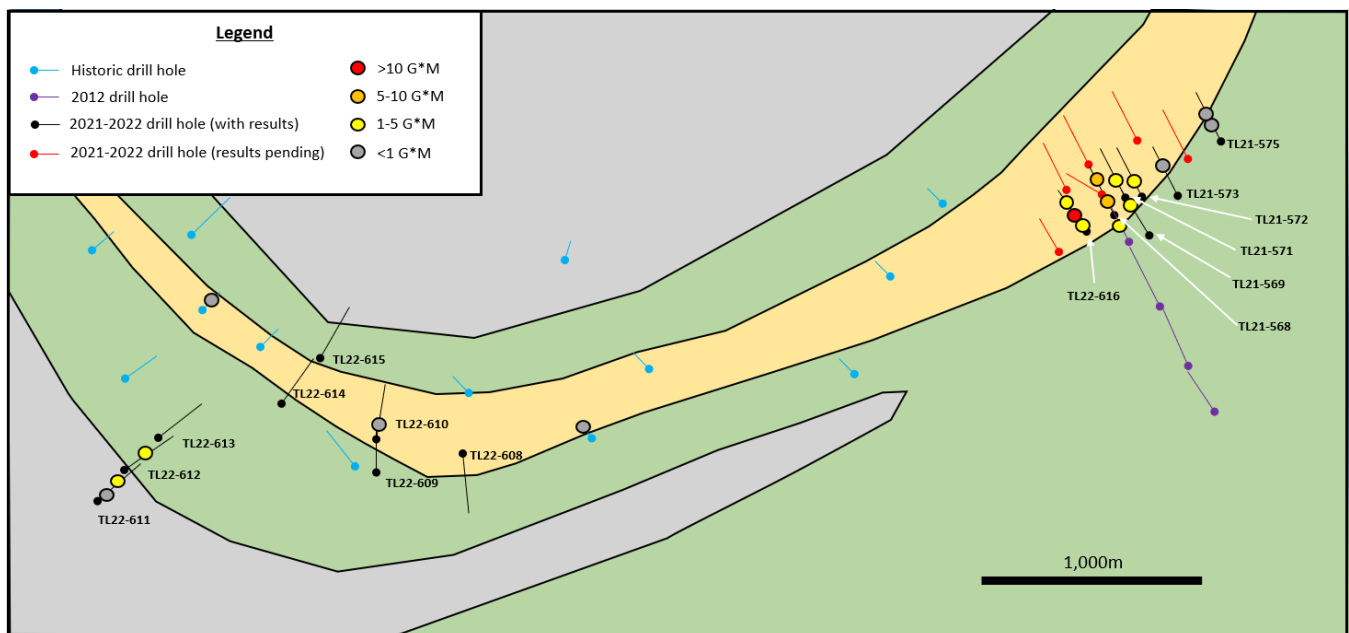 Legend
Historic drill hole
2012 drill hole
2021-2022 drill hole (with results)
2021-2022 drill hole (results pending)
>10 G*M
5-10 G*M
1-5 G*M
<1 G*M
TL21-575
TL21-573
TL21-572
TL21-571
TL21-569
TL22-616
TL21-568
TL22-615
TL22-614
TL22-610
TL22-613
TL22-608
TL22-612
TL22-609
TL22-611
1,000m